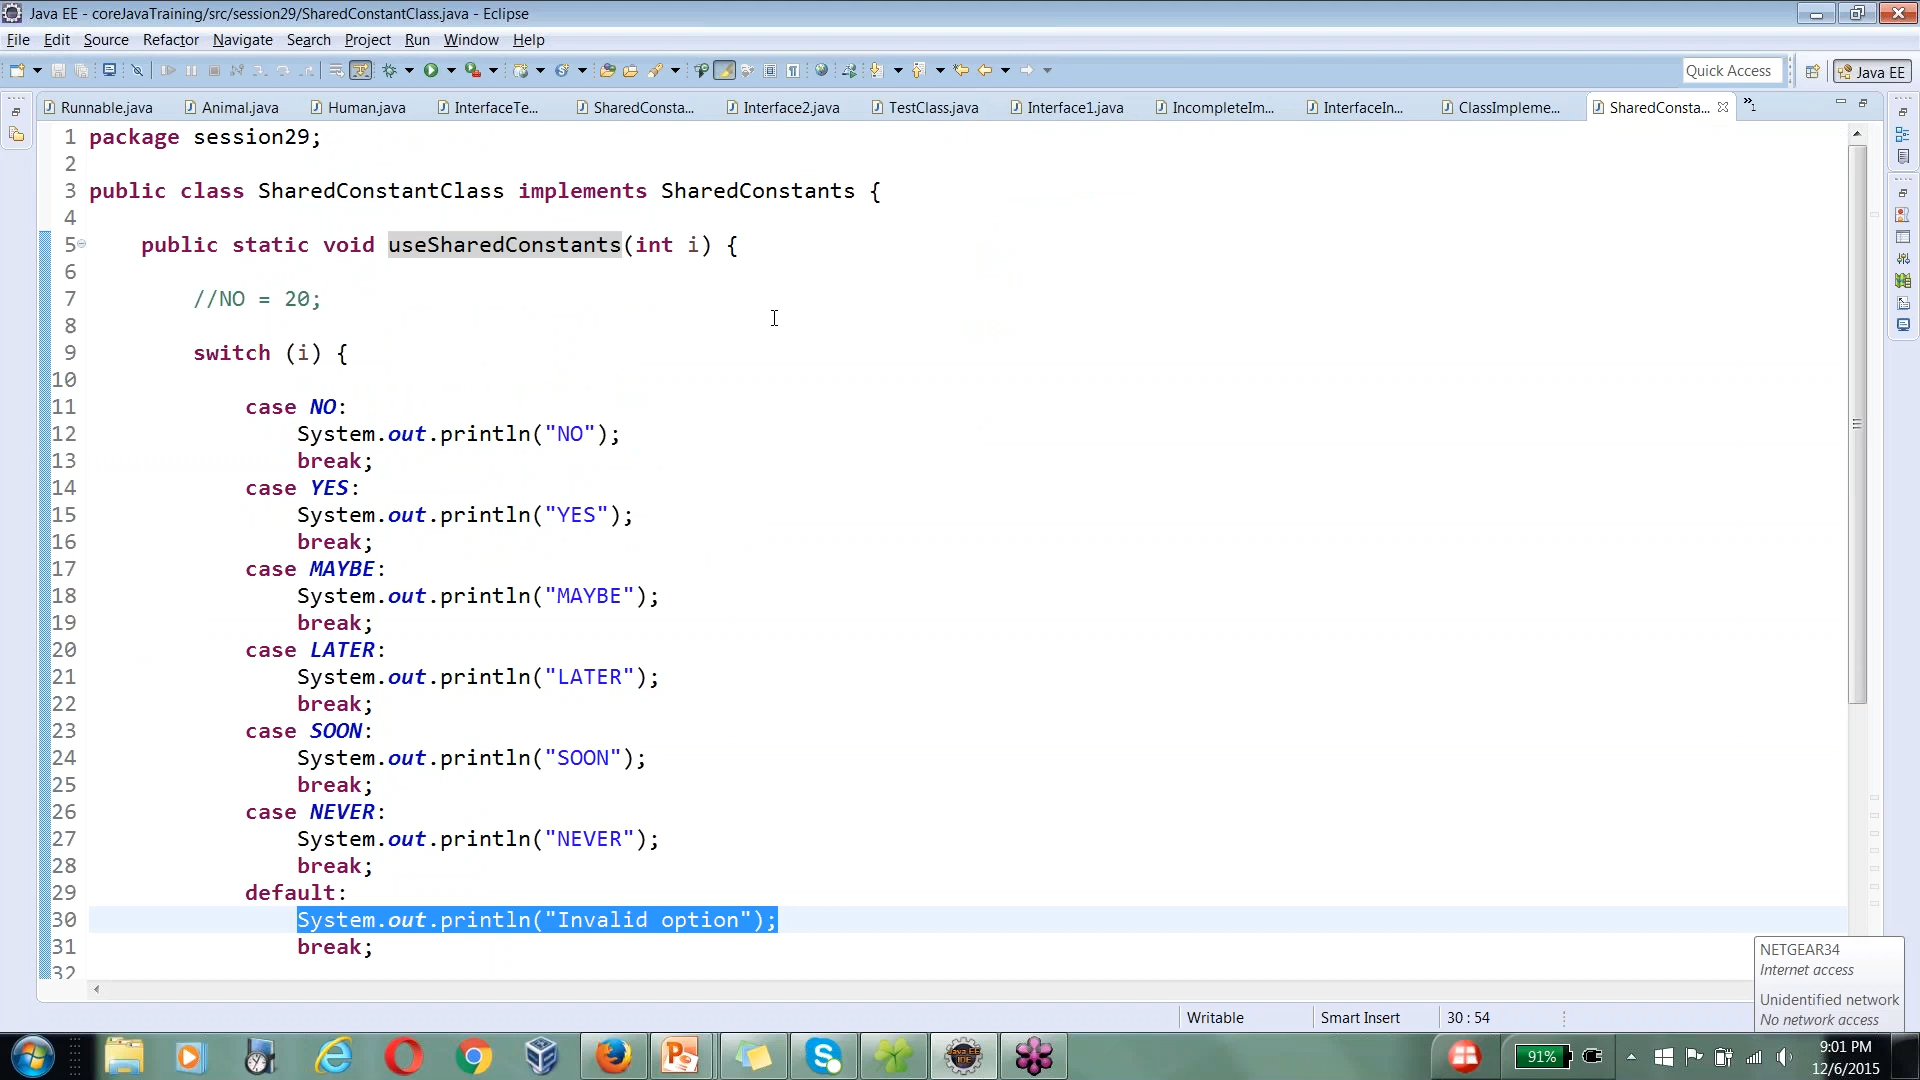 Java EE - coreJavaTraining/src/session29/SharedConstantClass.java - Eclipse
File Edit Source Refactor Navigate Search Project Run Window Help
Quick Access
Java EE
Runnable.java Animal.java Human.java InterfaceTe... SharedConsta... Interface2.java TestClass.java Interface1.java IncompleteIm... InterfaceIn... ClassImpleme... SharedConsta... »1
1 package session29;
2
3 public class SharedConstantClass implements SharedConstants {
4
5 public static void useSharedConstants(int i) {
6
7 //NO = 20;
8
9 switch (i) {
10
11 case NO:
12 System.out.println("NO");
13 break;
14 case YES:
15 System.out.println("YES");
16 break;
17 case MAYBE:
18 System.out.println("MAYBE");
19 break;
20 case LATER:
21 System.out.println("LATER");
22 break;
23 case SOON:
24 System.out.println("SOON");
25 break;
26 case NEVER:
27 System.out.println("NEVER");
28 break;
29 default:
30 System.out.println("Invalid option");
31 break;
32
NETGEAR34
Internet access
Unidentified network
No network access
Writable Smart Insert 30 : 54
91%
9:01 PM
12/6/2015